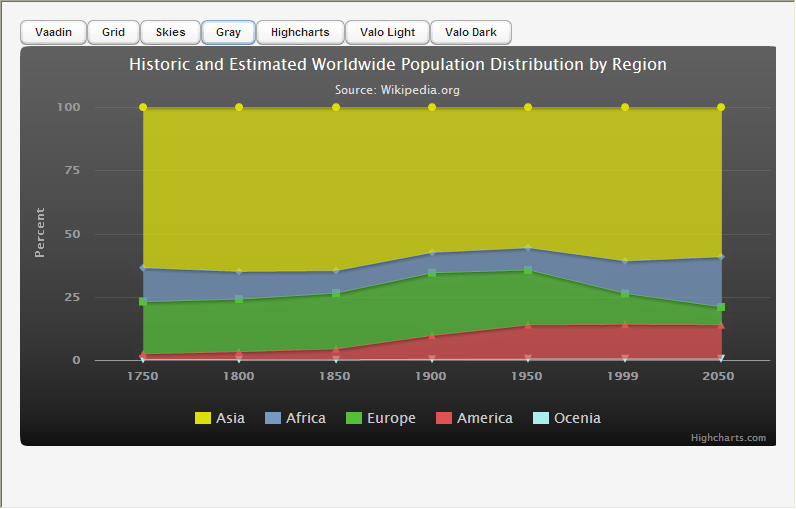 Vaadin Grid Skies Gray Highcharts Valo Light Valo Dark
Historic and Estimated Worldwide Population Distribution by Region
Source: Wikipedia.org
Percent
100
75
50
25
0
1750 1800 1850 1900 1950 1999 2050
Asia Africa Europe America Ocenia
Highcharts.com